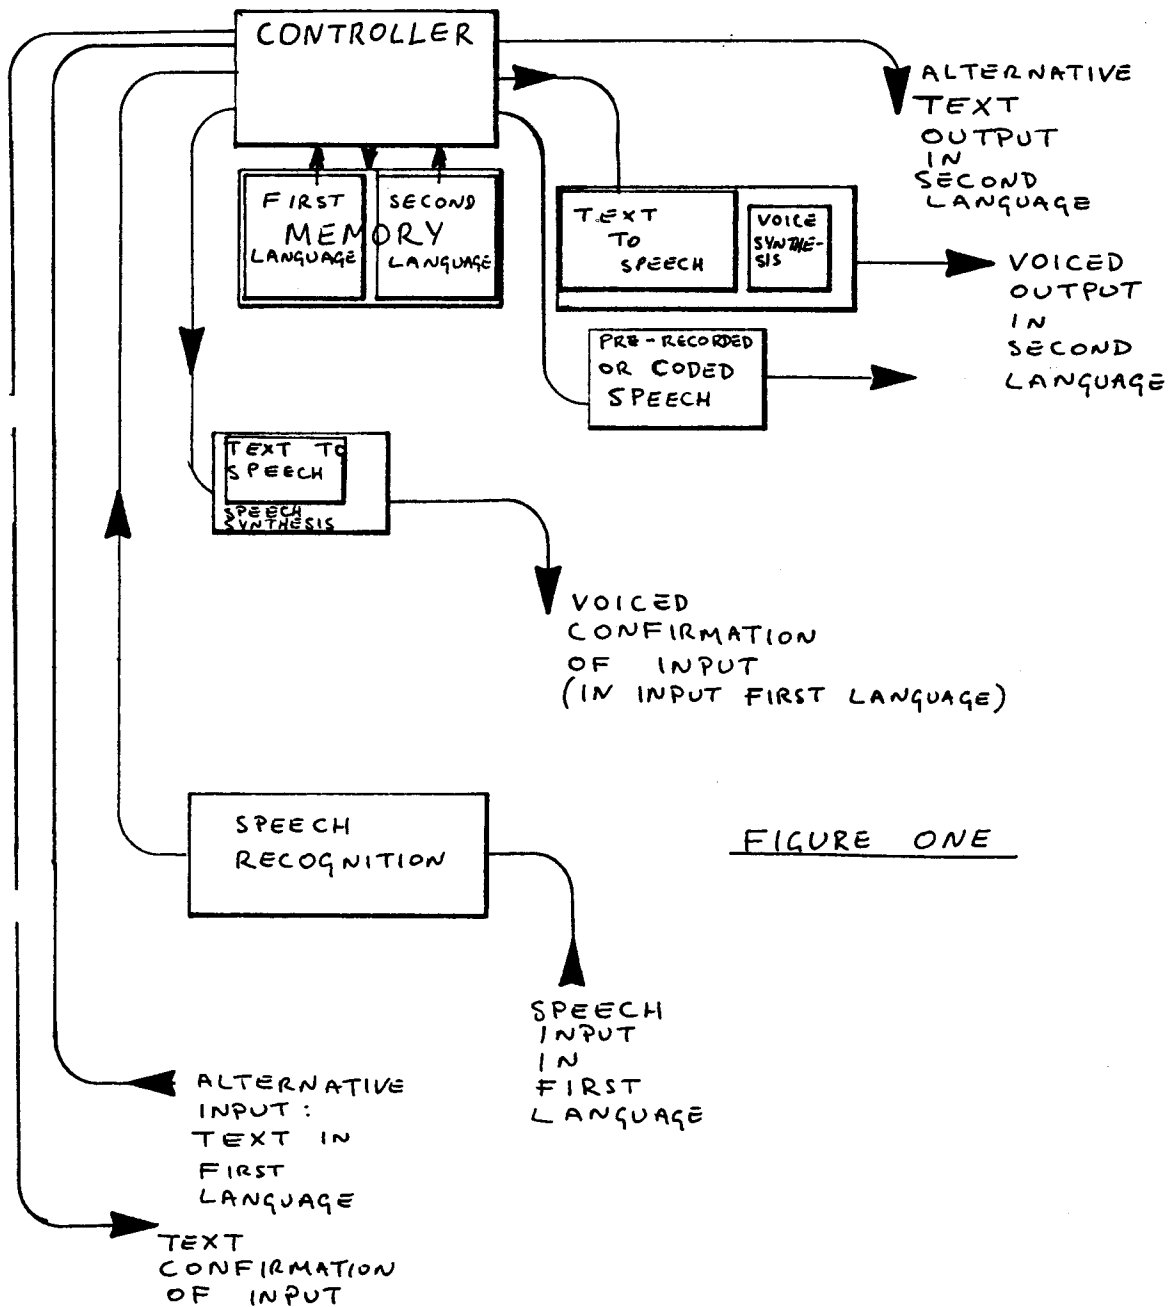 CONTROLLER
ALTERNATIVE
TEXT
OUTPUT
IN
SECOND
LANGUAGE
FIRST SECOND
MEMORY
LANGUAGE LANGUAGE
TEXT
TO
SPEECH
VOICE
SYNTHE-
SIS
VOICED
OUTPUT
IN
SECOND
LANGUAGE
PRE-RECORDED
OR CODED
SPEECH
TEXT TO
SPEECH
SPEECH
SYNTHESIS
VOICED
CONFIRMATION
OF INPUT
(IN INPUT FIRST LANGUAGE)
SPEECH
RECOGNITION
FIGURE ONE
SPEECH
INPUT
IN
FIRST
LANGUAGE
ALTERNATIVE
INPUT:
TEXT IN
FIRST
LANGUAGE
TEXT
CONFIRMATION
OF INPUT